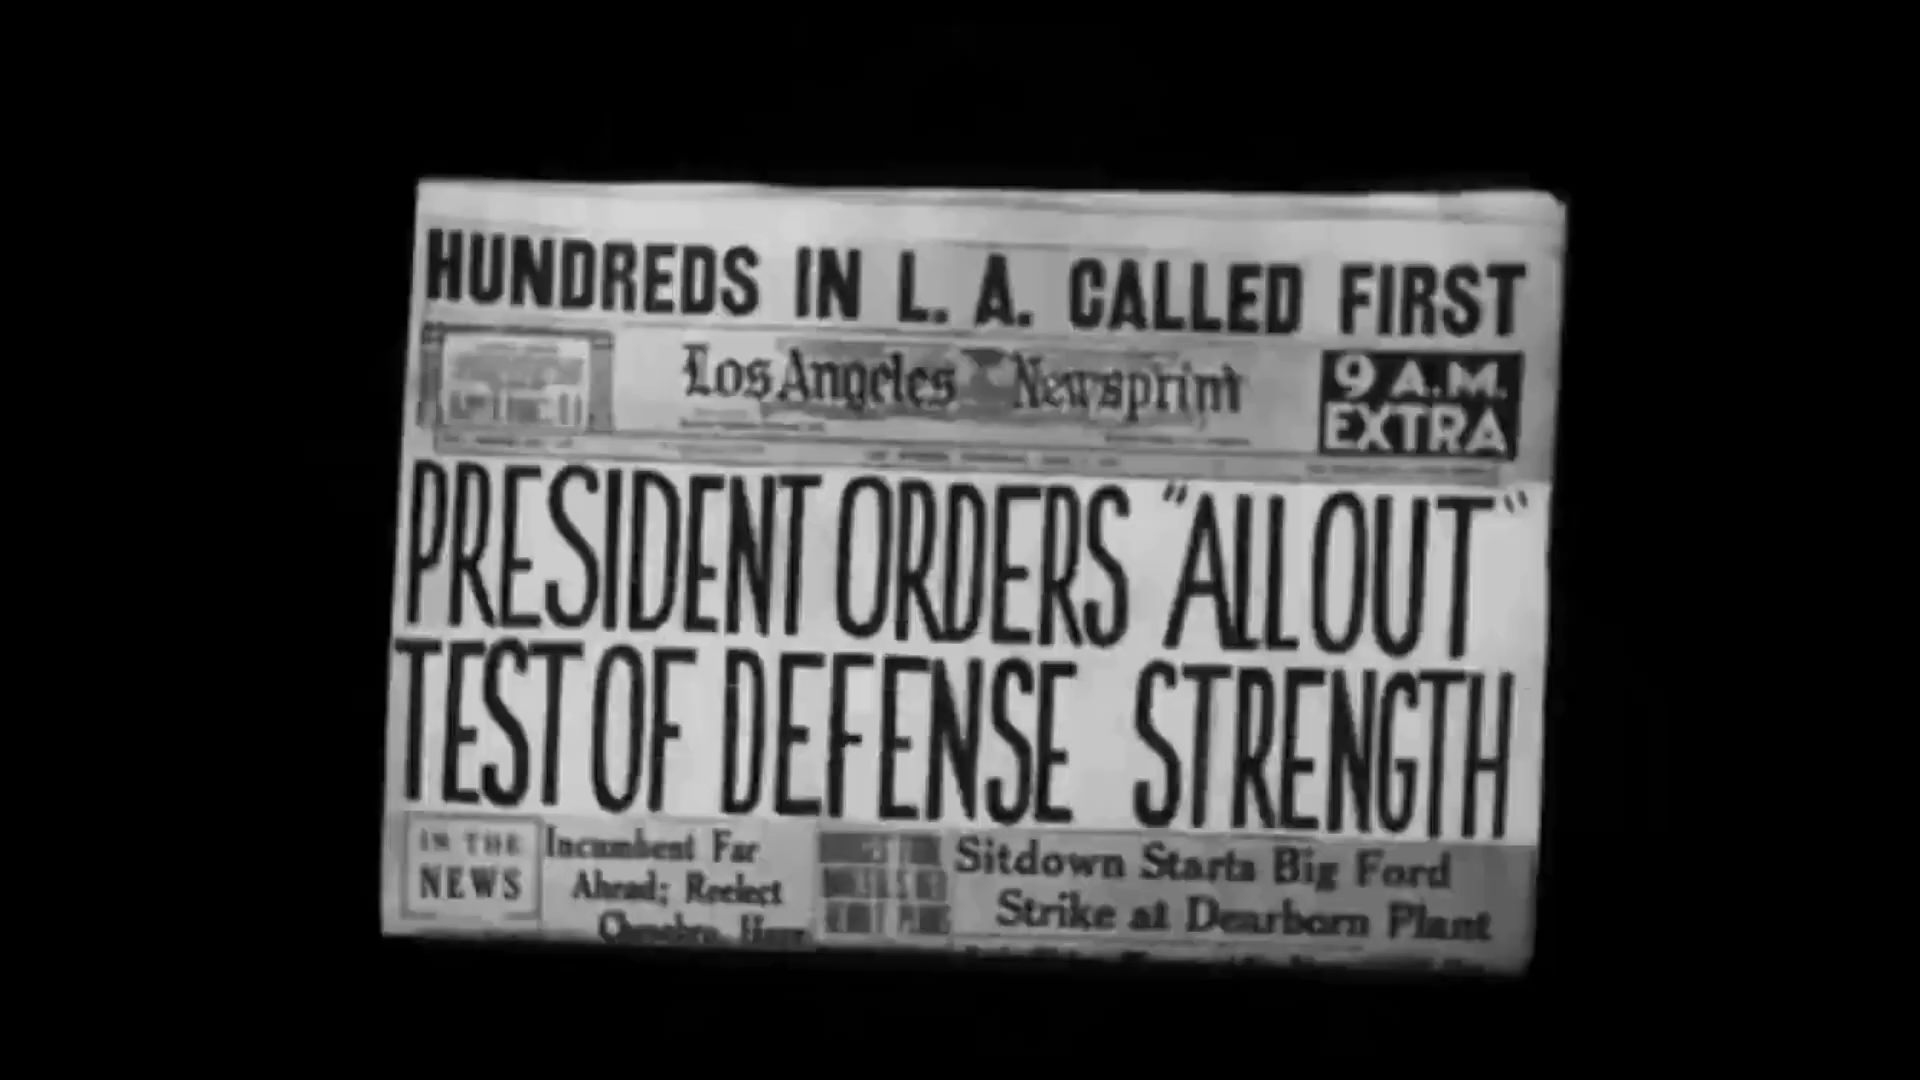 HUNDREDS IN L. A. CALLED FIRST
Los Angeles Newsprint
9 A.M.
EXTRA
PRESIDENT ORDERS "ALL OUT"
TEST OF DEFENSE STRENGTH
IN THE
NEWS
Incumbent Far
Ahead; Reelect
Sitdown Starts Big Ford
Strike at Dearborn Plant